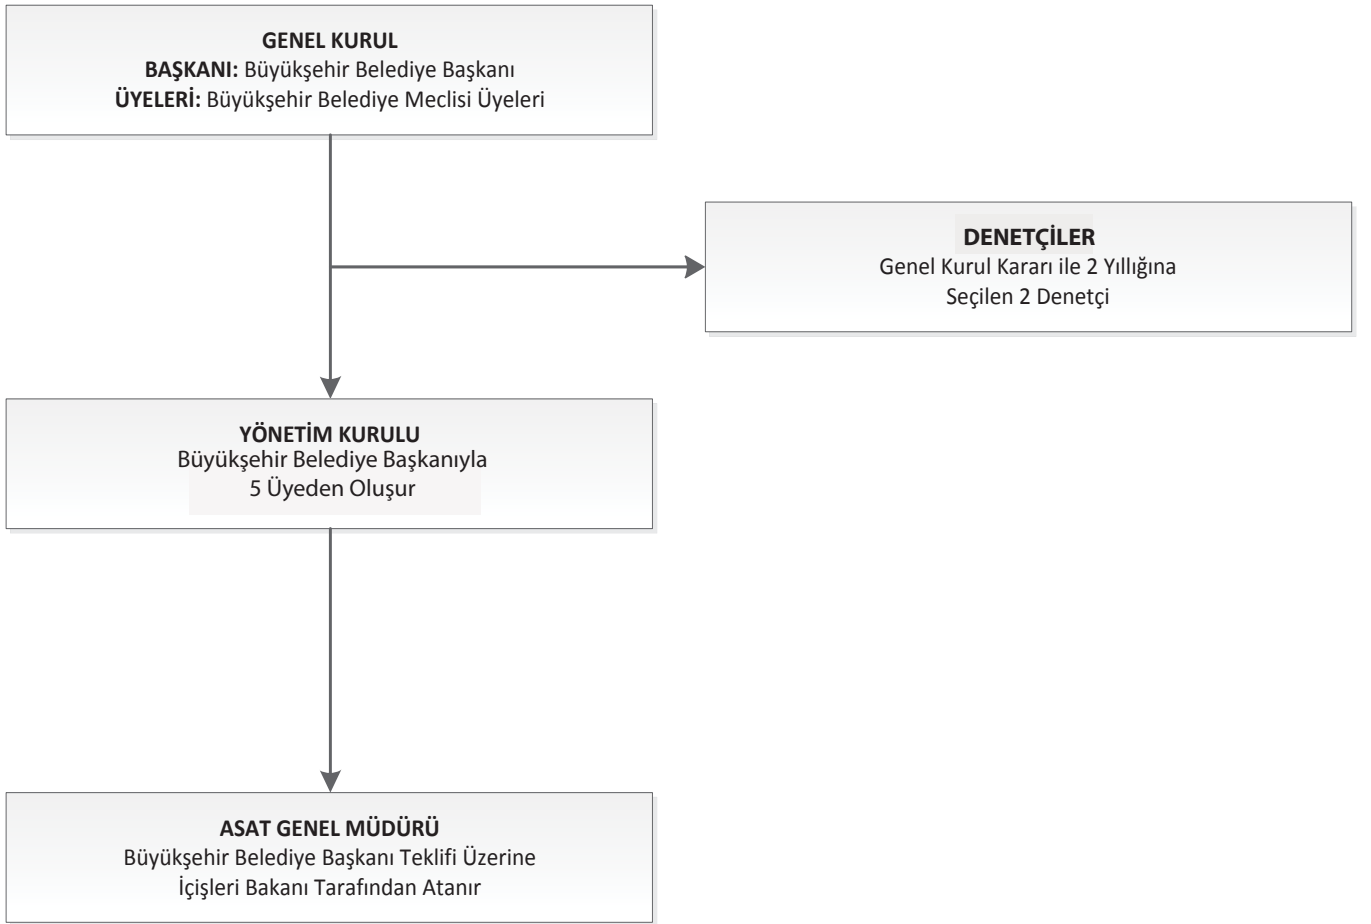 GENEL KURUL
BAŞKANI: Büyükşehir Belediye Başkanı
ÜYELERİ: Büyükşehir Belediye Meclisi Üyeleri
DENETÇİLER
Genel Kurul Kararı ile 2 Yıllığına
Seçilen 2 Denetçi
YÖNETİM KURULU
Büyükşehir Belediye Başkanıyla
5 Üyeden Oluşur
ASAT GENEL MÜDÜRÜ
Büyükşehir Belediye Başkanı Teklifi Üzerine
İçişleri Bakanı Tarafından Atanır